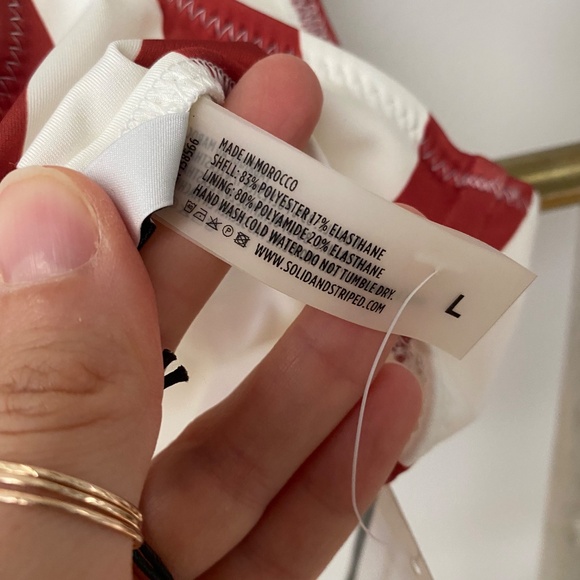 MADE IN MOROCCO
SHELL: 83% POLYESTER 17% ELASTHANE
LINING: 80% POLYAMIDE 20% ELASTHANE
HAND WASH COLD WATER.DO NOT TUMBLE DRY.
WWW.SOLIDANDSTRIPED.COM
L